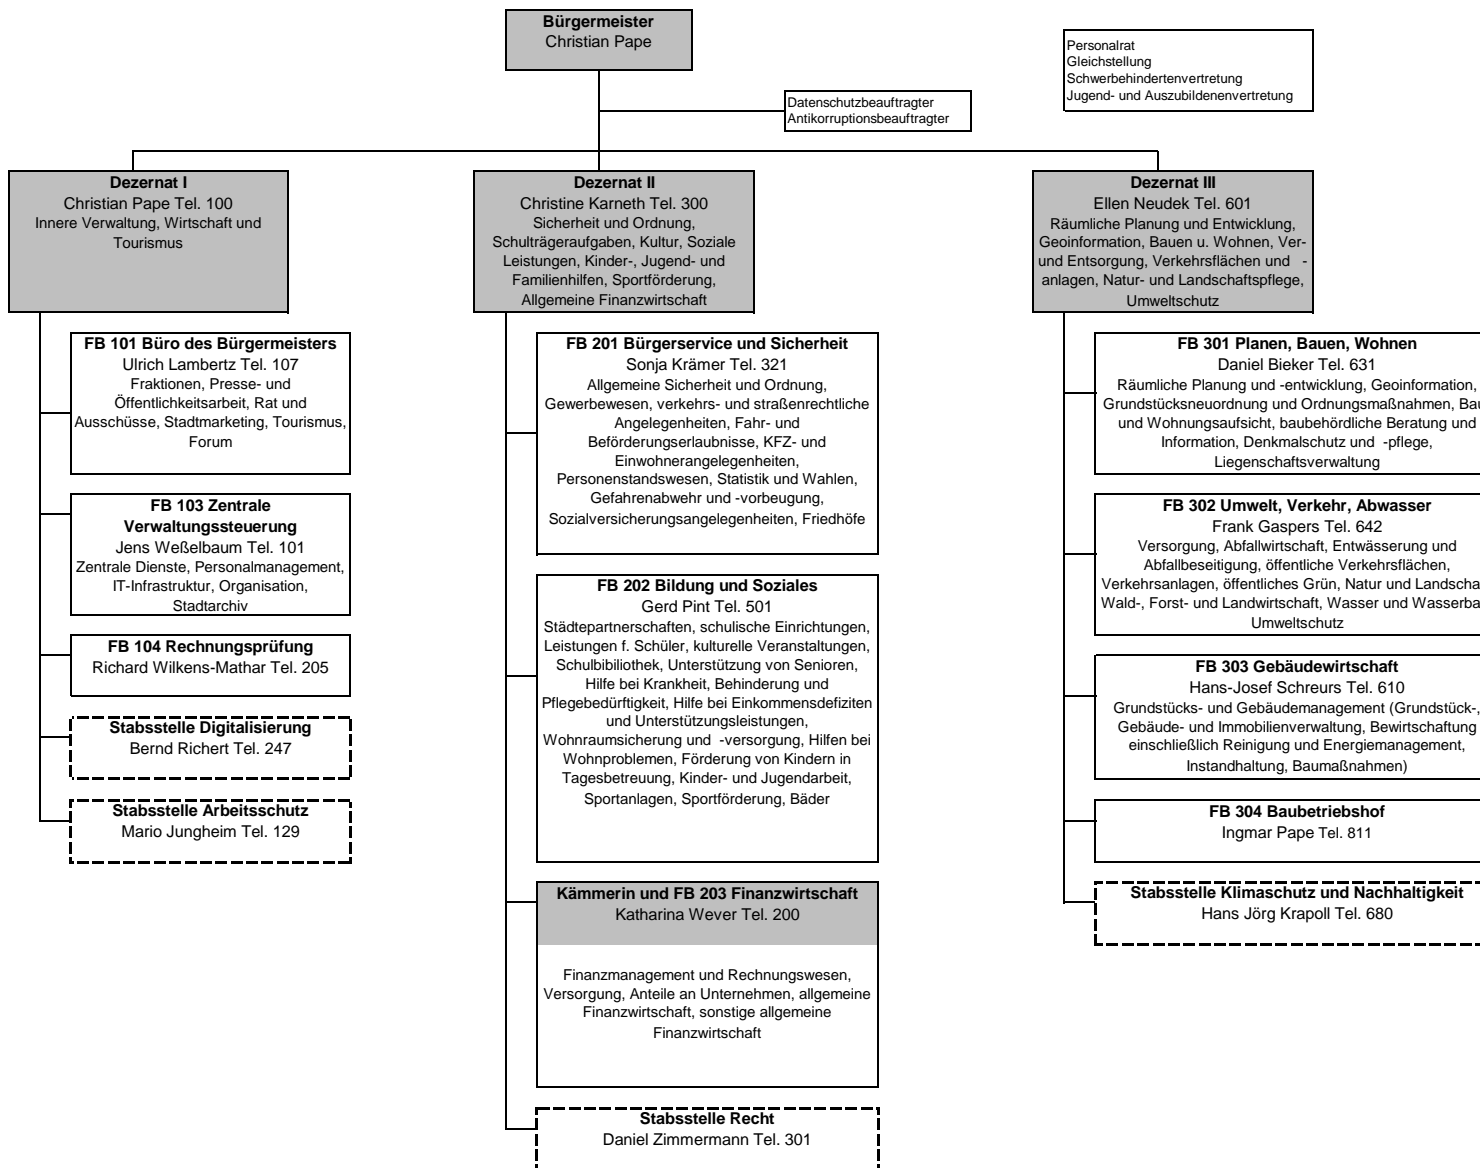 Bürgermeister
Christian Pape
Personalrat
Gleichstellung
Schwerbehindertenvertretung
Jugend- und Auszubildenenvertretung
Datenschutzbeauftragter
Antikorruptionsbeauftragter
Dezernat I
Christian Pape Tel. 100
Innere Verwaltung, Wirtschaft und
Tourismus
FB 101 Büro des Bürgermeisters
Ulrich Lambertz Tel. 107
Fraktionen, Presse- und
Öffentlichkeitsarbeit, Rat und
Ausschüsse, Stadtmarketing, Tourismus,
Forum
FB 103 Zentrale
Verwaltungssteuerung
Jens Weßelbaum Tel. 101
Zentrale Dienste, Personalmanagement,
IT-Infrastruktur, Organisation,
Stadtarchiv
FB 104 Rechnungsprüfung
Richard Wilkens-Mathar Tel. 205
Stabsstelle Digitalisierung
Bernd Richert Tel. 247
Stabsstelle Arbeitsschutz
Mario Jungheim Tel. 129
Dezernat II
Christine Karneth Tel. 300
Sicherheit und Ordnung,
Schulträgeraufgaben, Kultur, Soziale
Leistungen, Kinder-, Jugend- und
Familienhilfen, Sportförderung,
Allgemeine Finanzwirtschaft
FB 201 Bürgerservice und Sicherheit
Sonja Krämer Tel. 321
Allgemeine Sicherheit und Ordnung,
Gewerbewesen, verkehrs- und straßenrechtliche
Angelegenheiten, Fahr- und
Beförderungserlaubnisse, KFZ- und
Einwohnerangelegenheiten,
Personenstandswesen, Statistik und Wahlen,
Gefahrenabwehr und -vorbeugung,
Sozialversicherungsangelegenheiten, Friedhöfe
FB 202 Bildung und Soziales
Gerd Pint Tel. 501
Städtepartnerschaften, schulische Einrichtungen,
Leistungen f. Schüler, kulturelle Veranstaltungen,
Schulbibliothek, Unterstützung von Senioren,
Hilfe bei Krankheit, Behinderung und
Pflegebedürftigkeit, Hilfe bei Einkommensdefiziten
und Unterstützungsleistungen,
Wohnraumsicherung und -versorgung, Hilfen bei
Wohnproblemen, Förderung von Kindern in
Tagesbetreuung, Kinder- und Jugendarbeit,
Sportanlagen, Sportförderung, Bäder
Kämmerin und FB 203 Finanzwirtschaft
Katharina Wever Tel. 200
Finanzmanagement und Rechnungswesen,
Versorgung, Anteile an Unternehmen, allgemeine
Finanzwirtschaft, sonstige allgemeine
Finanzwirtschaft
Stabsstelle Recht
Daniel Zimmermann Tel. 301
Dezernat III
Ellen Neudek Tel. 601
Räumliche Planung und Entwicklung,
Geoinformation, Bauen u. Wohnen, Ver-
und Entsorgung, Verkehrsflächen und -
anlagen, Natur- und Landschaftspflege,
Umweltschutz
FB 301 Planen, Bauen, Wohnen
Daniel Bieker Tel. 631
Räumliche Planung und -entwicklung, Geoinformation,
Grundstücksneuordnung und Ordnungsmaßnahmen, Bau
und Wohnungsaufsicht, baubehördliche Beratung und
Information, Denkmalschutz und -pflege,
Liegenschaftsverwaltung
FB 302 Umwelt, Verkehr, Abwasser
Frank Gaspers Tel. 642
Versorgung, Abfallwirtschaft, Entwässerung und
Abfallbeseitigung, öffentliche Verkehrsflächen,
Verkehrsanlagen, öffentliches Grün, Natur und Landscha
Wald-, Forst- und Landwirtschaft, Wasser und Wasserba
Umweltschutz
FB 303 Gebäudewirtschaft
Hans-Josef Schreurs Tel. 610
Grundstücks- und Gebäudemanagement (Grundstück-,
Gebäude- und Immobilienverwaltung, Bewirtschaftung
einschließlich Reinigung und Energiemanagement,
Instandhaltung, Baumaßnahmen)
FB 304 Baubetriebshof
Ingmar Pape Tel. 811
Stabsstelle Klimaschutz und Nachhaltigkeit
Hans Jörg Krapoll Tel. 680